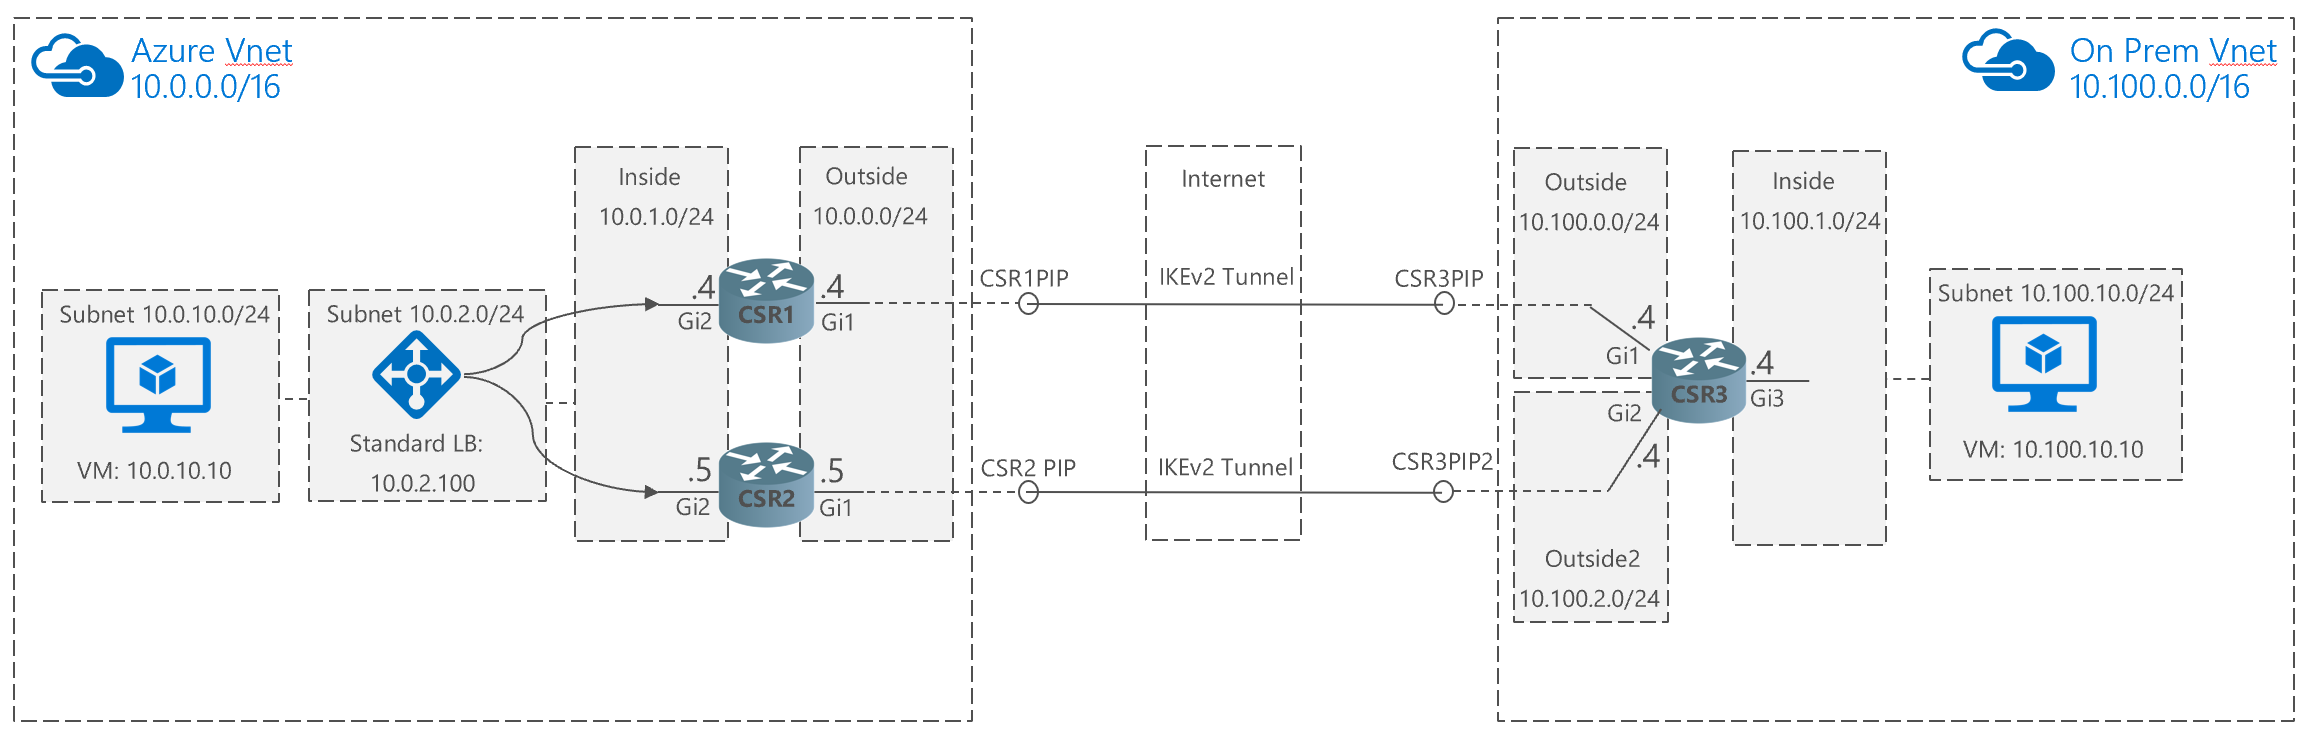 Azure Vnet
10.0.0.0/16
On Prem Vnet
10.100.0.0/16
Inside
10.0.1.0/24
Outside
10.0.0.0/24
Internet
Outside
10.100.0.0/24
Inside
10.100.1.0/24
Subnet 10.0.10.0/24
VM: 10.0.10.10
Subnet 10.0.2.0/24
Standard LB:
10.0.2.100
.4
Gi2
CSR1
.4
Gi1
CSR1PIP
IKEv2 Tunnel
CSR3PIP
.4
Gi1
CSR3
.4
Gi3
Gi2
.4
Subnet 10.100.10.0/24
VM: 10.100.10.10
.5
Gi2
CSR2
.5
Gi1
CSR2 PIP
IKEv2 Tunnel
CSR3PIP2
Outside2
10.100.2.0/24